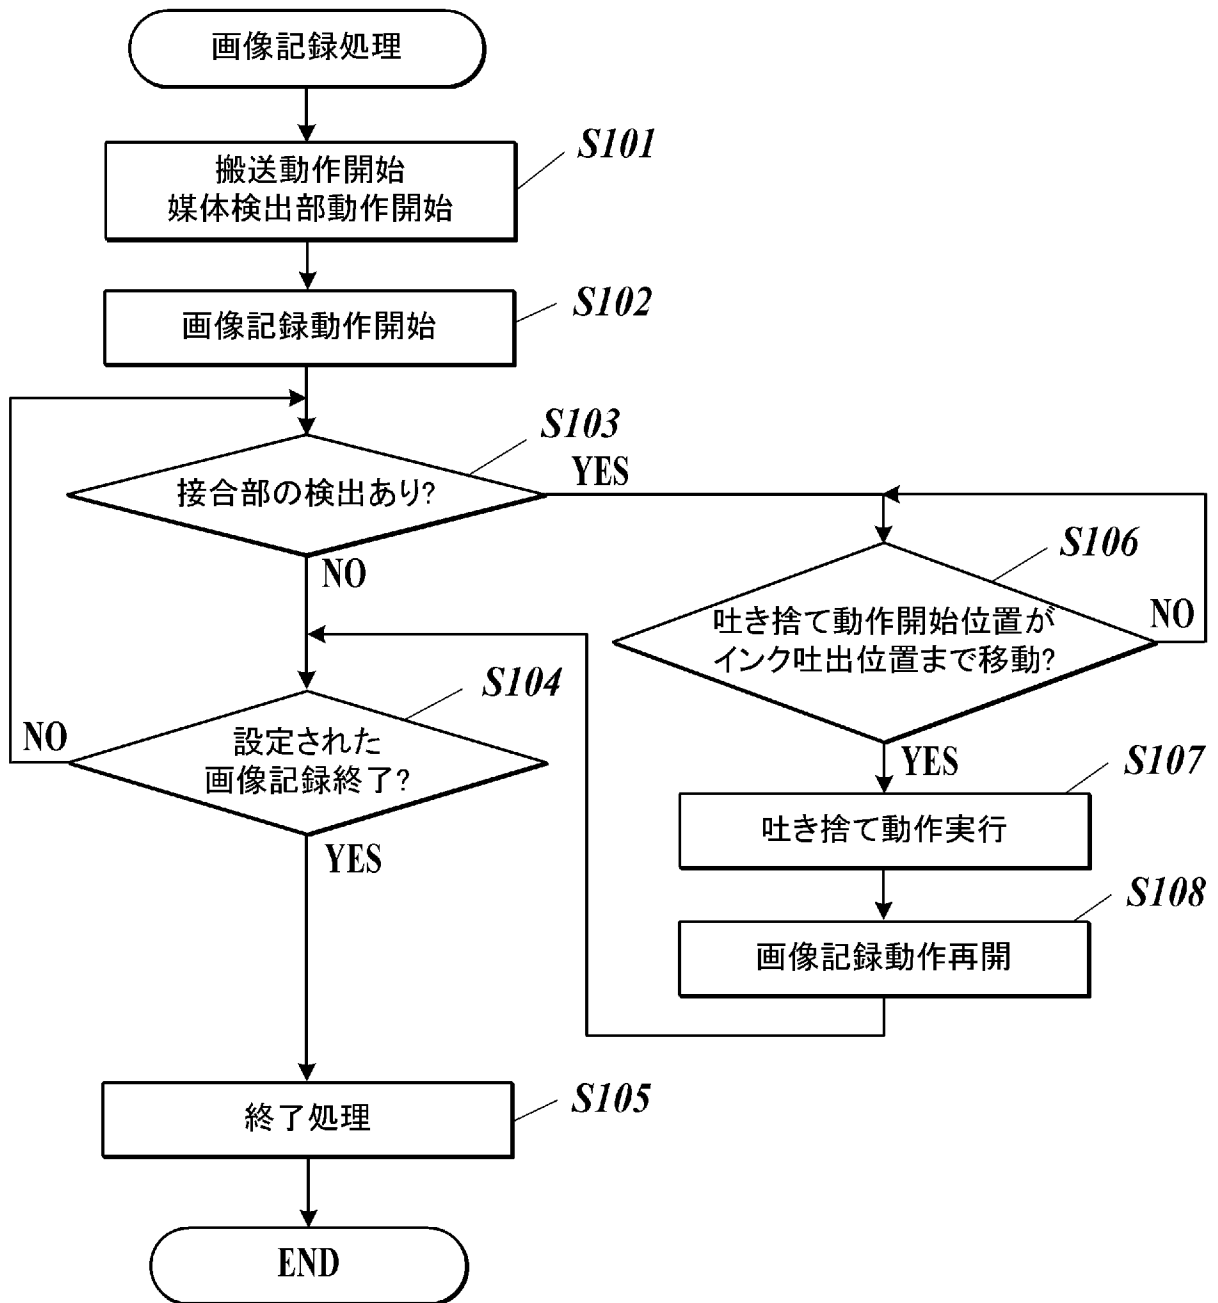 画像記録処理
S101
搬送動作開始
媒体検出部動作開始
S102
画像記録動作開始
S103
接合部の検出あり?
YES
NO
S106
吐き捨て動作開始位置が
インク吐出位置まで移動?
NO
YES
S104
設定された
画像記録終了?
NO
YES
S107
吐き捨て動作実行
S108
画像記録動作再開
S105
終了処理
END